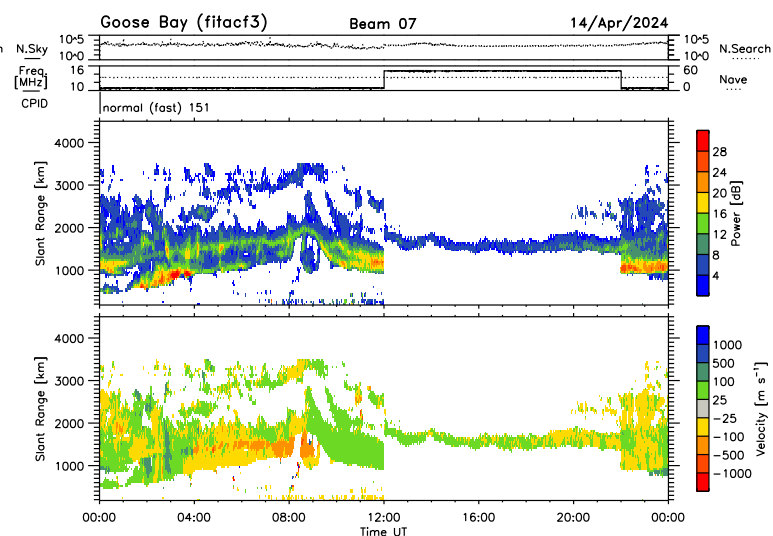 Goose Bay (fitacf3) Beam 07 14/Apr/2024
n N.Sky 10^5 10^5 N.Search
10^0 10^0
Freq. 16 60
[MHz] 10 0 Nave
CPID normal (fast) 151
Slant Range [km]
4000
3000
2000
1000
28
24
20
16
12
8
4
Power [dB]
Slant Range [km]
4000
3000
2000
1000
1000
500
100
25
−25
−100
−500
−1000
Velocity [m s⁻¹]
00:00 04:00 08:00 12:00 16:00 20:00 00:00
Time UT